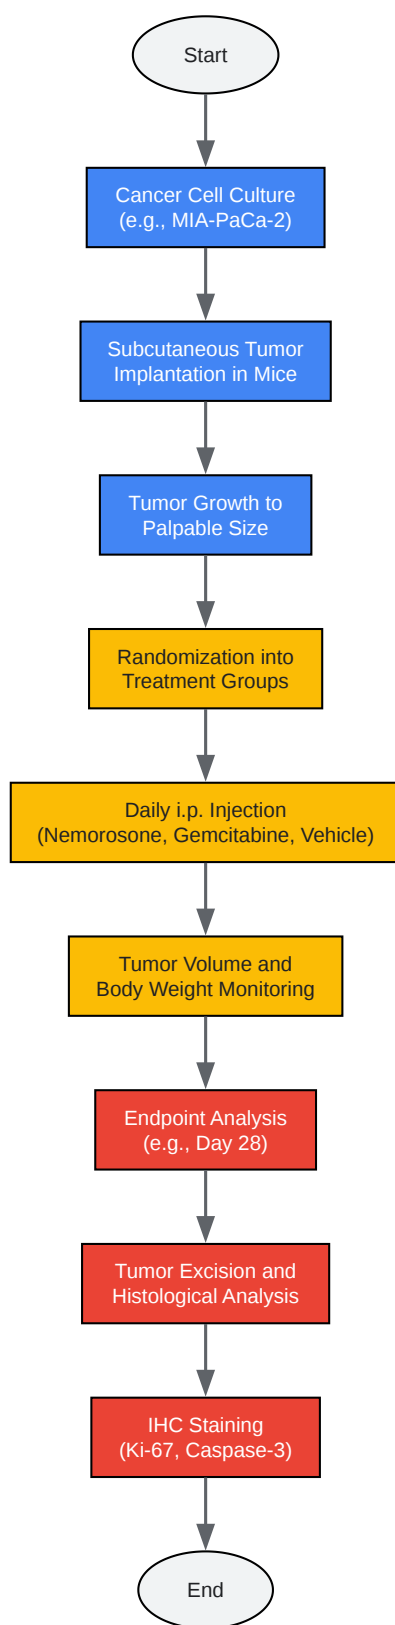 Start
Cancer Cell Culture
(e.g., MIA-PaCa-2)
Subcutaneous Tumor
Implantation in Mice
Tumor Growth to
Palpable Size
Randomization into
Treatment Groups
Daily i.p. Injection
(Nemorosone, Gemcitabine, Vehicle)
Tumor Volume and
Body Weight Monitoring
Endpoint Analysis
(e.g., Day 28)
Tumor Excision and
Histological Analysis
IHC Staining
(Ki-67, Caspase-3)
End